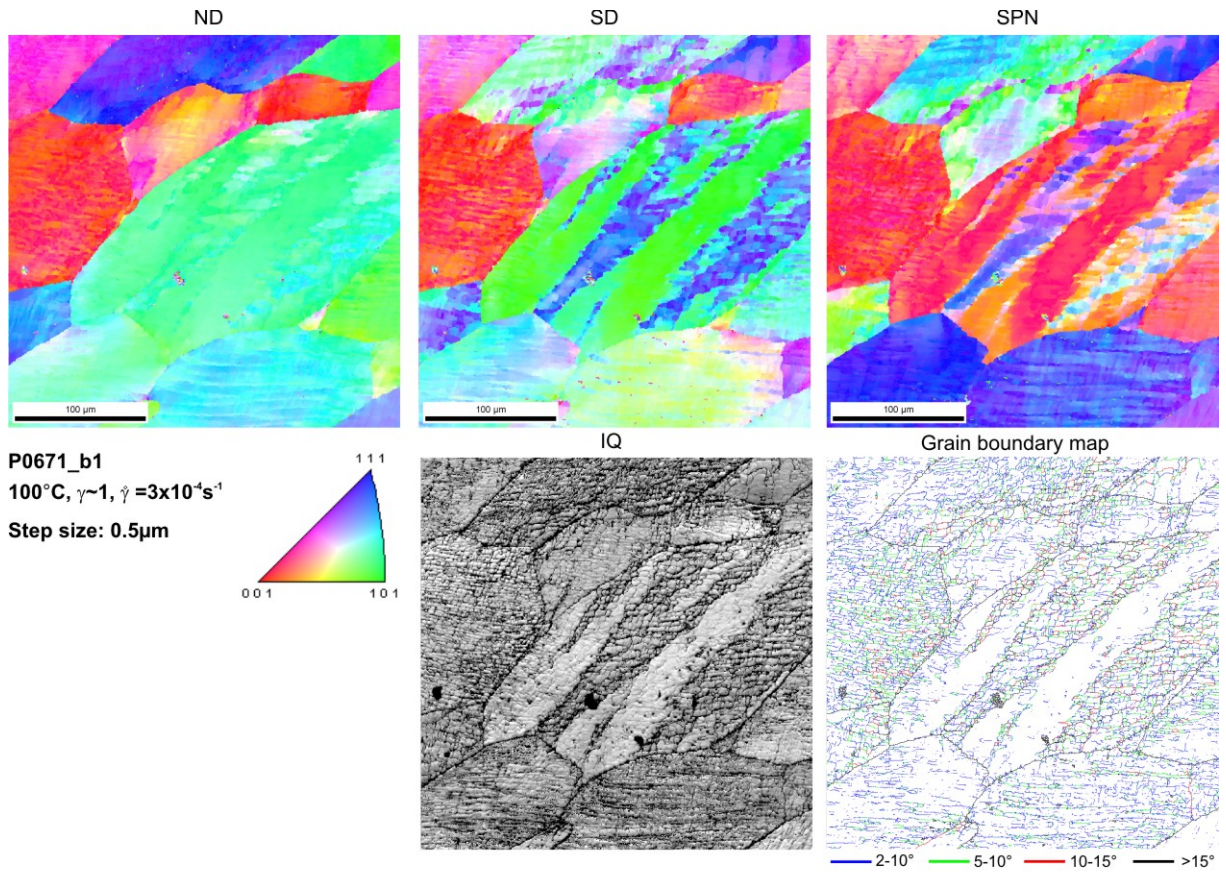 ND
SD
SPN
100 µm
100 µm
100 µm
IQ
Grain boundary map
P0671_b1
100°C, γ~1, γ̇ =3x10⁻⁴s⁻¹
Step size: 0.5µm
1 1 1
0 0 1
1 0 1
2-10°
5-10°
10-15°
>15°